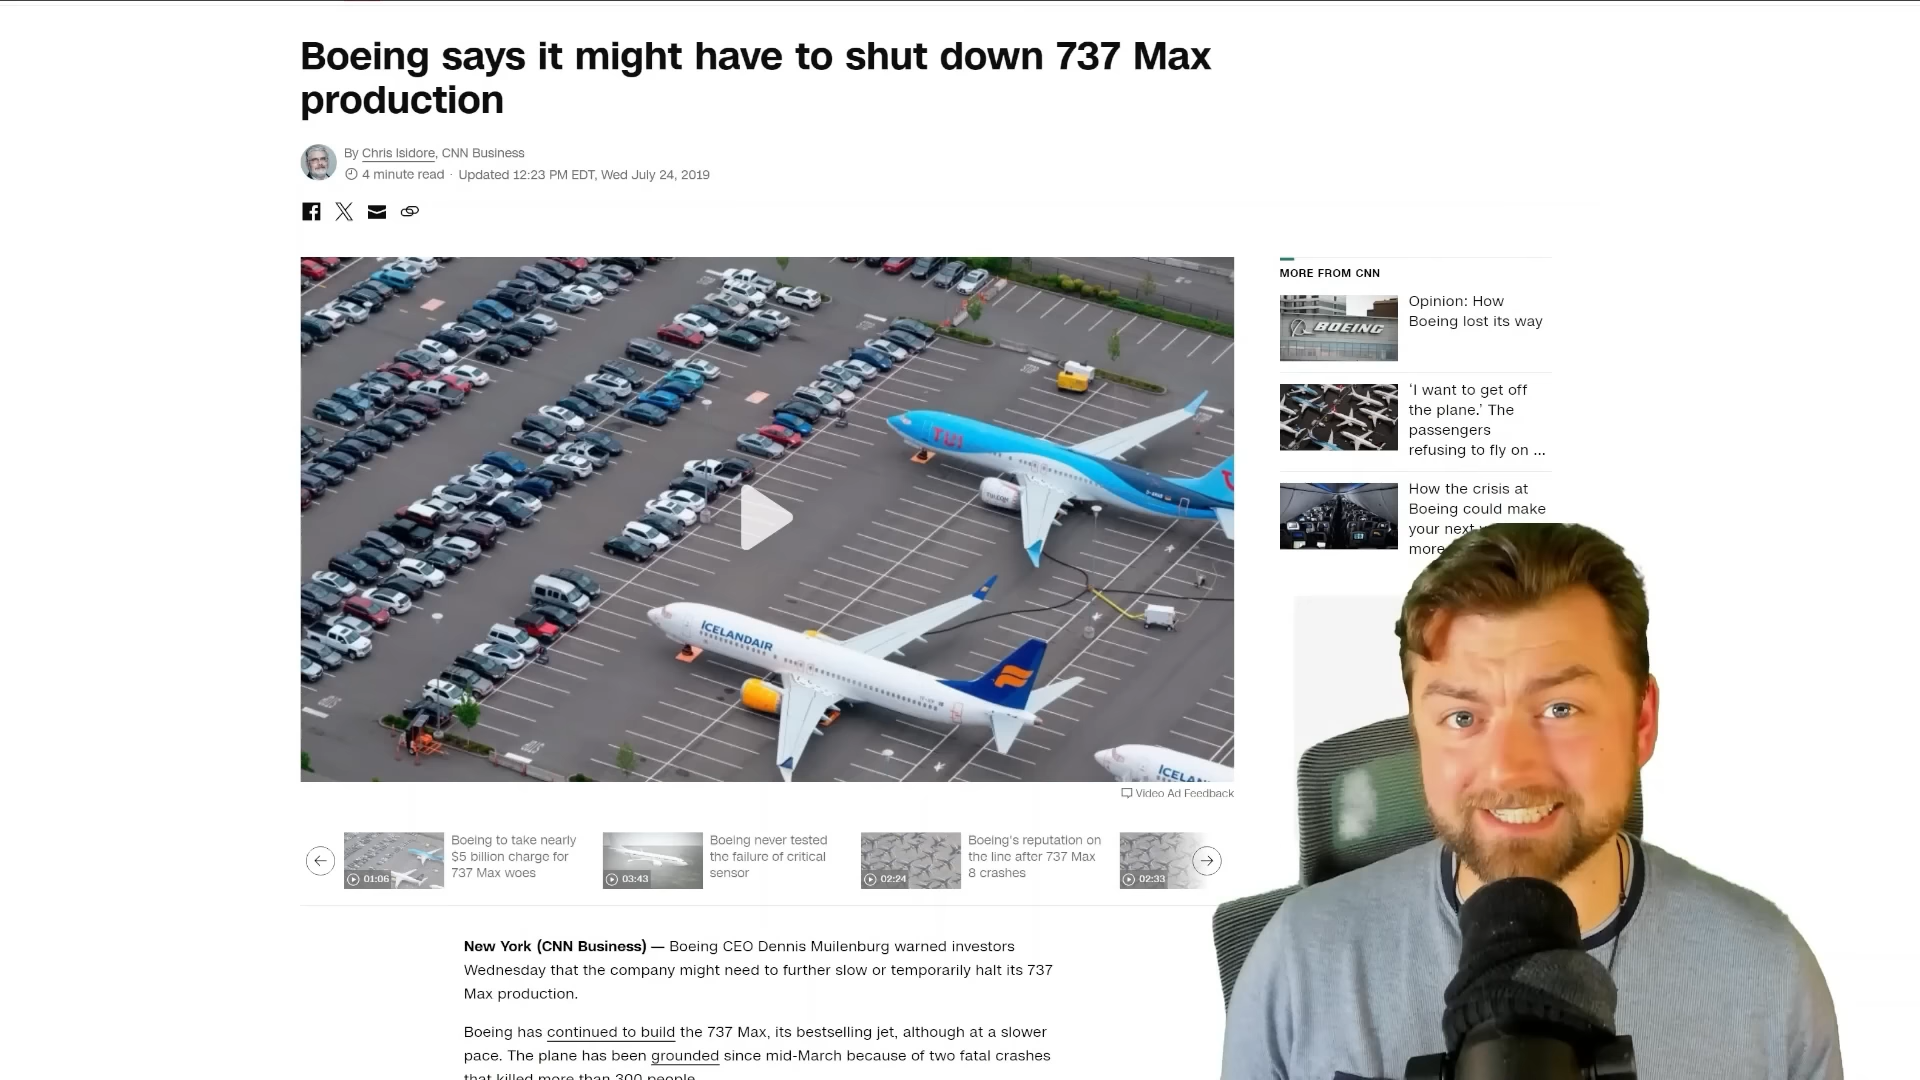 Boeing says it might have to shut down 737 Max
production
By Chris Isidore, CNN Business
4 minute read · Updated 12:23 PM EDT, Wed July 24, 2019
TUI
TUI.COM
ICELANDAIR
Video Ad Feedback
MORE FROM CNN
BOEING
Opinion: How
Boeing lost its way
‘I want to get off
the plane.’ The
passengers
refusing to fly on ...
How the crisis at
Boeing could make
your next
more
01:06
Boeing to take nearly
$5 billion charge for
737 Max woes
03:43
Boeing never tested
the failure of critical
sensor
02:24
Boeing's reputation on
the line after 737 Max
8 crashes
02:33
New York (CNN Business) — Boeing CEO Dennis Muilenburg warned investors
Wednesday that the company might need to further slow or temporarily halt its 737
Max production.
Boeing has continued to build the 737 Max, its bestselling jet, although at a slower
pace. The plane has been grounded since mid-March because of two fatal crashes
that killed more than 300 people.